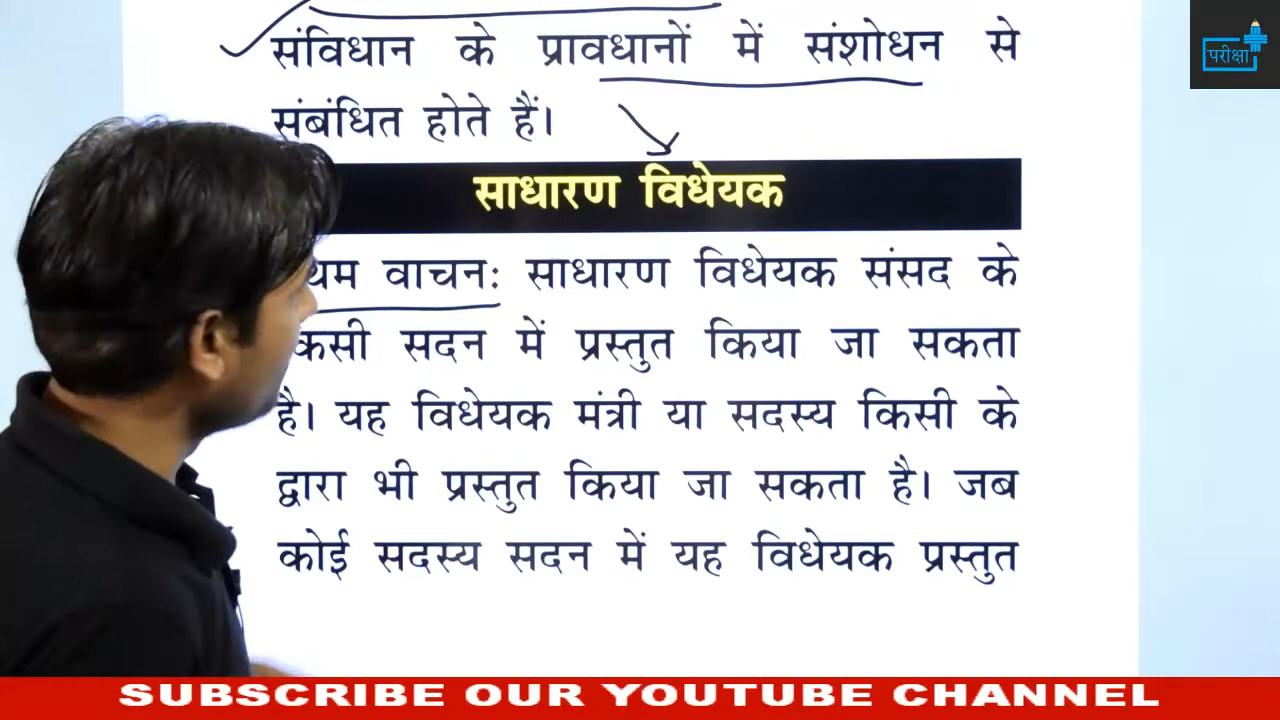 संविधान के प्रावधानों में संशोधन से
संबंधित होते हैं।
परीक्षा
साधारण विधेयक
वाचनः साधारण विधेयक संसद के
सदन में प्रस्तुत किया जा सकता
है। यह विधेयक मंत्री या सदस्य किसी के
द्वारा भी प्रस्तुत किया जा सकता है। जब
कोई सदस्य सदन में यह विधेयक प्रस्तुत
SUBSCRIBE OUR YOUTUBE CHANNEL